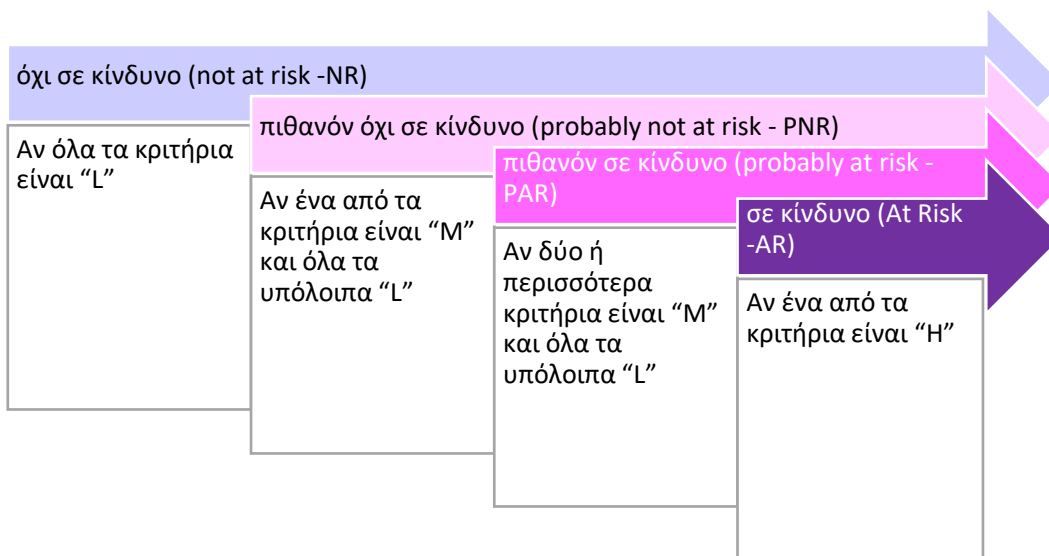 όχι σε κίνδυνο (not at risk -NR)
Αν όλα τα κριτήρια
είναι “L”
πιθανόν όχι σε κίνδυνο (probably not at risk - PNR)
Αν ένα από τα
κριτήρια είναι “M”
και όλα τα
υπόλοιπα “L”
πιθανόν σε κίνδυνο (probably at risk -
PAR)
Αν δύο ή
περισσότερα
κριτήρια είναι “M”
και όλα τα
υπόλοιπα “L”
σε κίνδυνο (At Risk
-AR)
Αν ένα από τα
κριτήρια είναι “H”